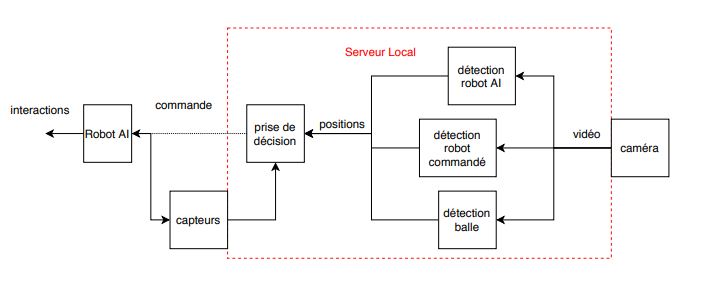 Serveur Local
détection
robot AI
interactions
commande
Robot AI
prise de
décision
positions
détection
robot
commandé
vidéo
caméra
capteurs
détection
balle